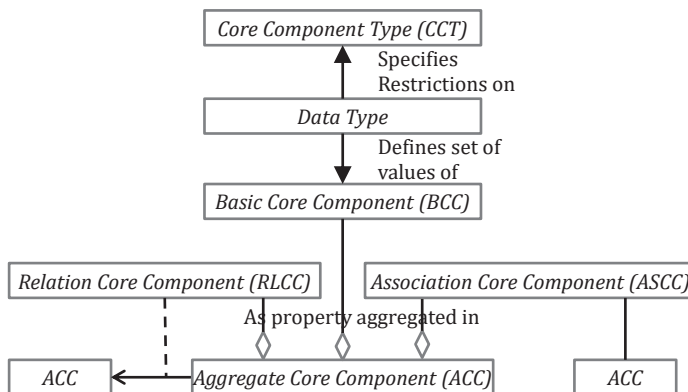 Core Component Type (CCT)
Specifies
Restrictions on
Data Type
Defines set of
values of
Basic Core Component (BCC)
Relation Core Component (RLCC)
Association Core Component (ASCC)
As property aggregated in
ACC
Aggregate Core Component (ACC)
ACC